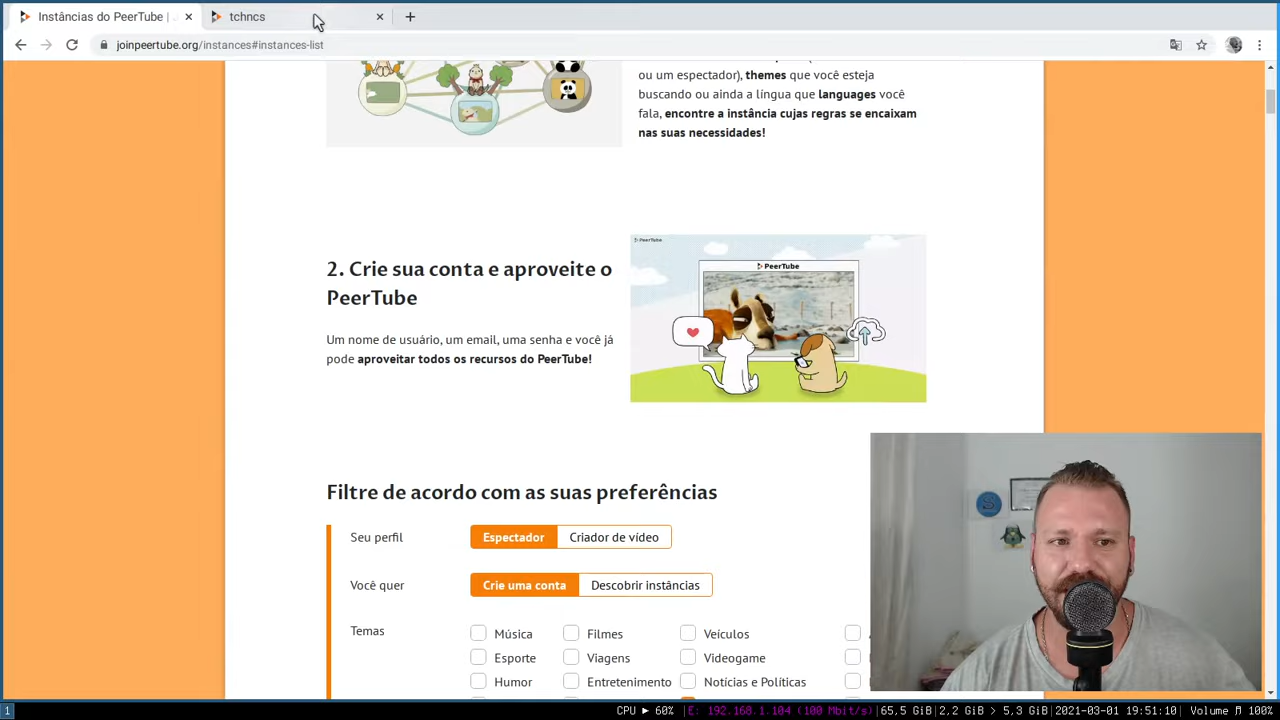 Instâncias do PeerTube |
tchncs
joinpeertube.org/instances#instances-list
ou um espectador), themes que você esteja
buscando ou ainda a língua que languages você
fala, encontre a instância cujas regras se encaixam
nas suas necessidades!
2. Crie sua conta e aproveite o
PeerTube
Um nome de usuário, um email, uma senha e você já
pode aproveitar todos os recursos do PeerTube!
PeerTube
PeerTube
Filtre de acordo com as suas preferências
Seu perfil
Espectador
Criador de vídeo
Você quer
Crie uma conta
Descobrir instâncias
Temas
Música
Filmes
Veículos
Esporte
Viagens
Videogame
Humor
Entretenimento
Notícias e Políticas
1
CPU ► 60% |E: 192.168.1.104 (100 Mbit/s)|65,5 GiB|2,2 GiB > 5,3 GiB|2021-03-01 19:51:10|Volume ♬ 100%